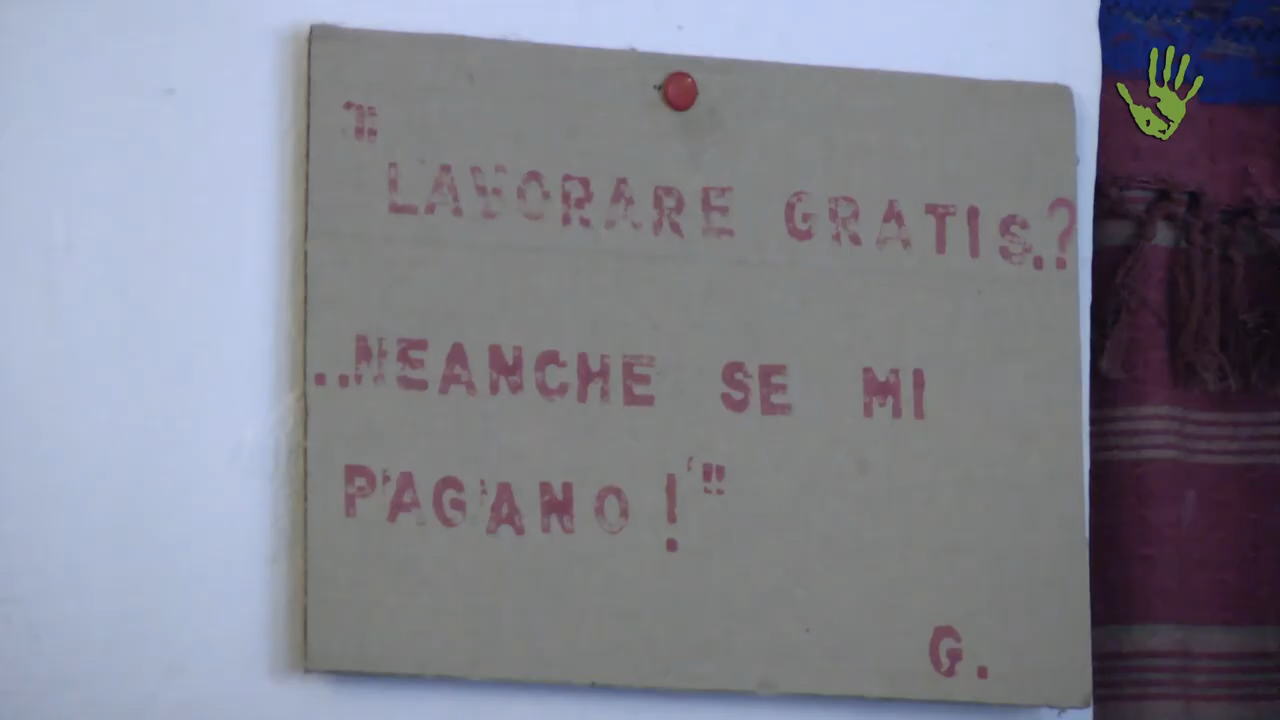 "LAVORARE GRATIS.?
..NEANCHE SE MI
PAGANO!"
G.